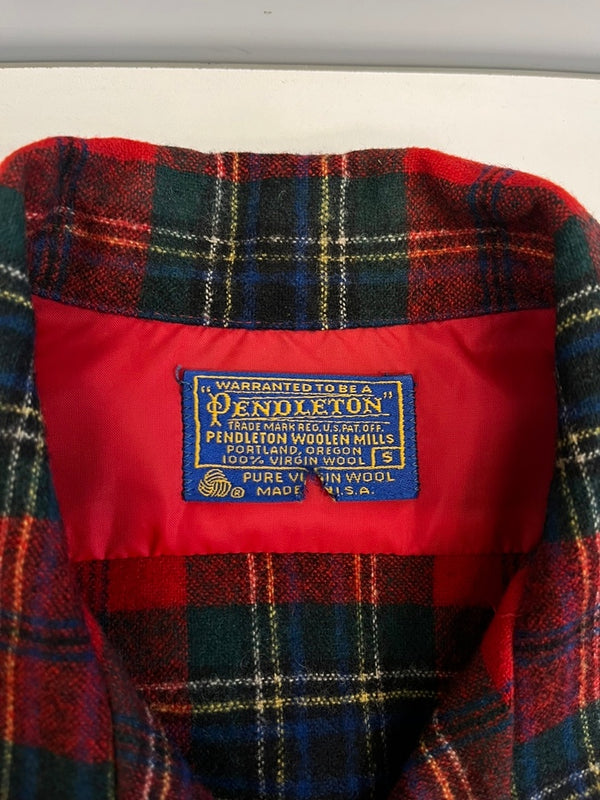 WARRANTED TO BE A
"PENDLETON"
TRADE MARK REG. U.S. PAT. OFF.
PENDLETON WOOLEN MILLS
PORTLAND, OREGON
100% VIRGIN WOOL S
PURE VIRGIN WOOL
® MADE U.S.A.